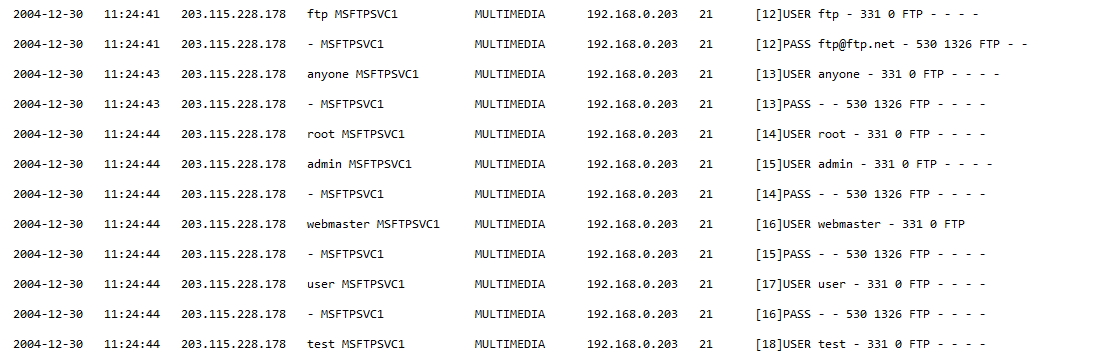 2004-12-30 11:24:41 203.115.228.178 ftp MSFTPSVC1 MULTIMEDIA 192.168.0.203 21 [12]USER ftp - 331 0 FTP - - - -
2004-12-30 11:24:41 203.115.228.178 - MSFTPSVC1 MULTIMEDIA 192.168.0.203 21 [12]PASS ftp@ftp.net - 530 1326 FTP - -
2004-12-30 11:24:43 203.115.228.178 anyone MSFTPSVC1 MULTIMEDIA 192.168.0.203 21 [13]USER anyone - 331 0 FTP - - - -
2004-12-30 11:24:43 203.115.228.178 - MSFTPSVC1 MULTIMEDIA 192.168.0.203 21 [13]PASS - - 530 1326 FTP - - - -
2004-12-30 11:24:44 203.115.228.178 root MSFTPSVC1 MULTIMEDIA 192.168.0.203 21 [14]USER root - 331 0 FTP - - - -
2004-12-30 11:24:44 203.115.228.178 admin MSFTPSVC1 MULTIMEDIA 192.168.0.203 21 [15]USER admin - 331 0 FTP - - - -
2004-12-30 11:24:44 203.115.228.178 - MSFTPSVC1 MULTIMEDIA 192.168.0.203 21 [14]PASS - - 530 1326 FTP - - - -
2004-12-30 11:24:44 203.115.228.178 webmaster MSFTPSVC1 MULTIMEDIA 192.168.0.203 21 [16]USER webmaster - 331 0 FTP
2004-12-30 11:24:44 203.115.228.178 - MSFTPSVC1 MULTIMEDIA 192.168.0.203 21 [15]PASS - - 530 1326 FTP - - - -
2004-12-30 11:24:44 203.115.228.178 user MSFTPSVC1 MULTIMEDIA 192.168.0.203 21 [17]USER user - 331 0 FTP - - - -
2004-12-30 11:24:44 203.115.228.178 - MSFTPSVC1 MULTIMEDIA 192.168.0.203 21 [16]PASS - - 530 1326 FTP - - - -
2004-12-30 11:24:44 203.115.228.178 test MSFTPSVC1 MULTIMEDIA 192.168.0.203 21 [18]USER test - 331 0 FTP - - - -